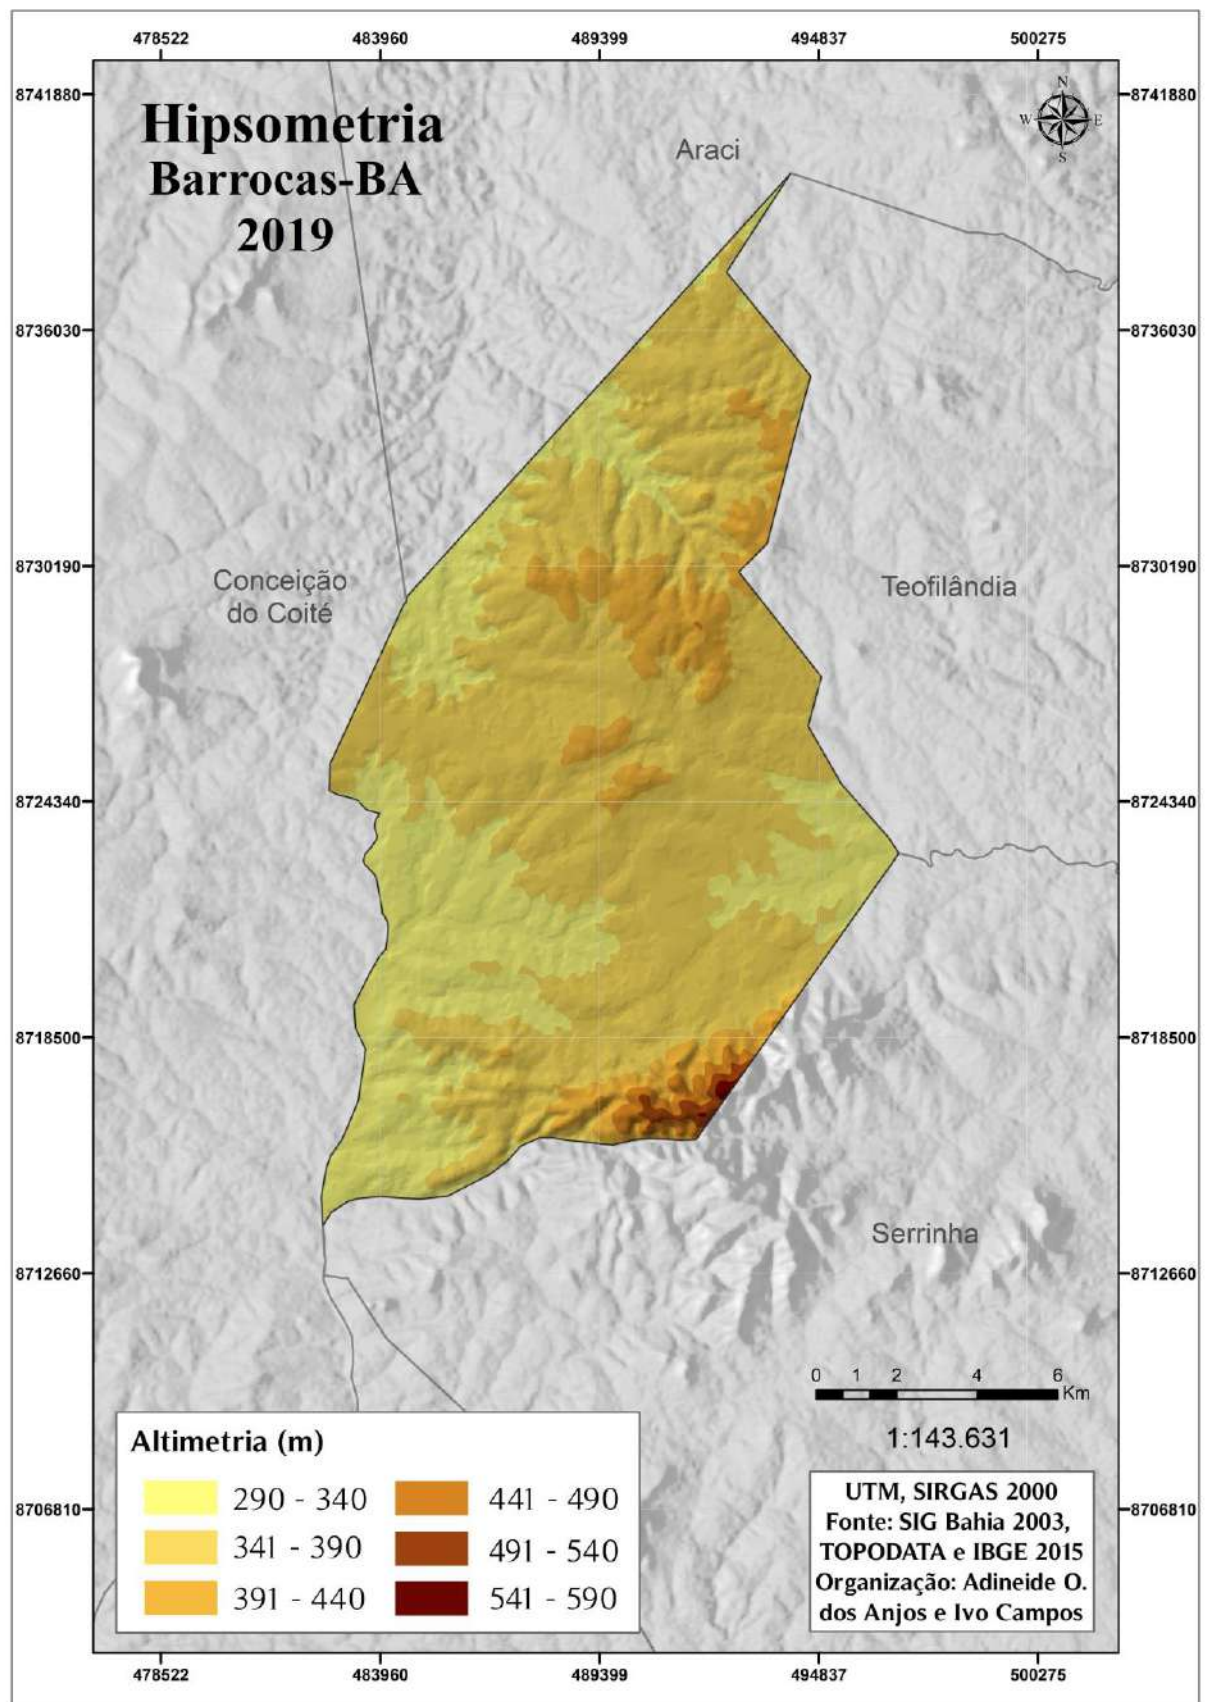 478522 483960 489399 494837 500275
8741880 8741880
Hipsometria
Barrocas-BA
2019
N
W E
S
Araci
8736030 8736030
8730190 8730190
Conceição
do Coité
Teofilândia
8724340 8724340
8718500 8718500
Serrinha
8712660 8712660
0 1 2 4 6
Km
1:143.631
Altimetria (m)
290 - 340 441 - 490
341 - 390 491 - 540
391 - 440 541 - 590
8706810 8706810
UTM, SIRGAS 2000
Fonte: SIG Bahia 2003,
TOPODATA e IBGE 2015
Organização: Adineide O.
dos Anjos e Ivo Campos
478522 483960 489399 494837 500275